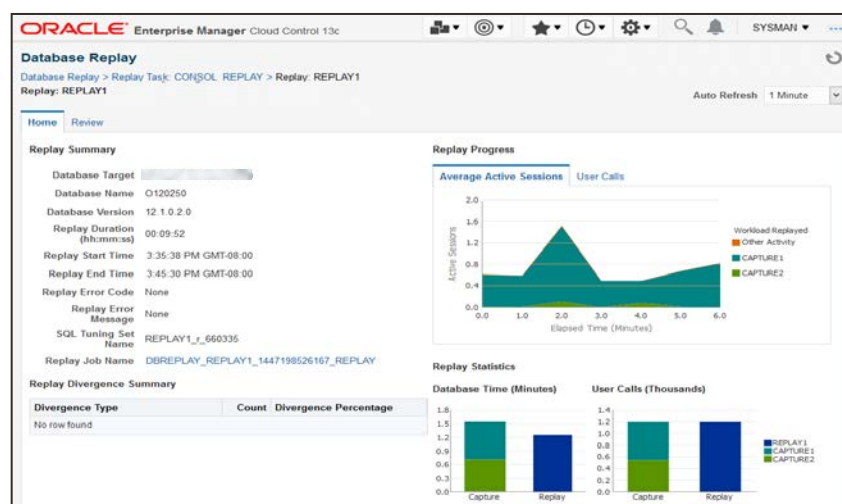 ORACLE Enterprise Manager Cloud Control 13c
SYSMAN
Database Replay
Database Replay > Replay Task: CONSOL_REPLAY > Replay: REPLAY1
Replay: REPLAY1
Auto Refresh 1 Minute
Home Review
Replay Summary
Database Target
Database Name O120250
Database Version 12.1.0.2.0
Replay Duration
(hh:mm:ss) 00:09:52
Replay Start Time 3:35:38 PM GMT-08:00
Replay End Time 3:45:30 PM GMT-08:00
Replay Error Code None
Replay Error
Message None
SQL Tuning Set
Name REPLAY1_r_660335
Replay Job Name DBREPLAY_REPLAY1_1447198526167_REPLAY
Replay Divergence Summary
Divergence Type Count Divergence Percentage
No row found
Replay Progress
Average Active Sessions User Calls
Active Sessions
2.0
1.6
1.2
0.8
0.4
0.0
0.0 1.0 2.0 3.0 4.0 5.0 6.0
Elapsed Time (Minutes)
Workload Replayed
Other Activity
CAPTURE1
CAPTURE2
Replay Statistics
Database Time (Minutes)
1.8
1.5
1.2
0.9
0.6
0.3
0.0
Capture Replay
User Calls (Thousands)
1.4
1.2
1.0
0.8
0.6
0.4
0.2
0.0
Capture Replay
REPLAY1
CAPTURE1
CAPTURE2